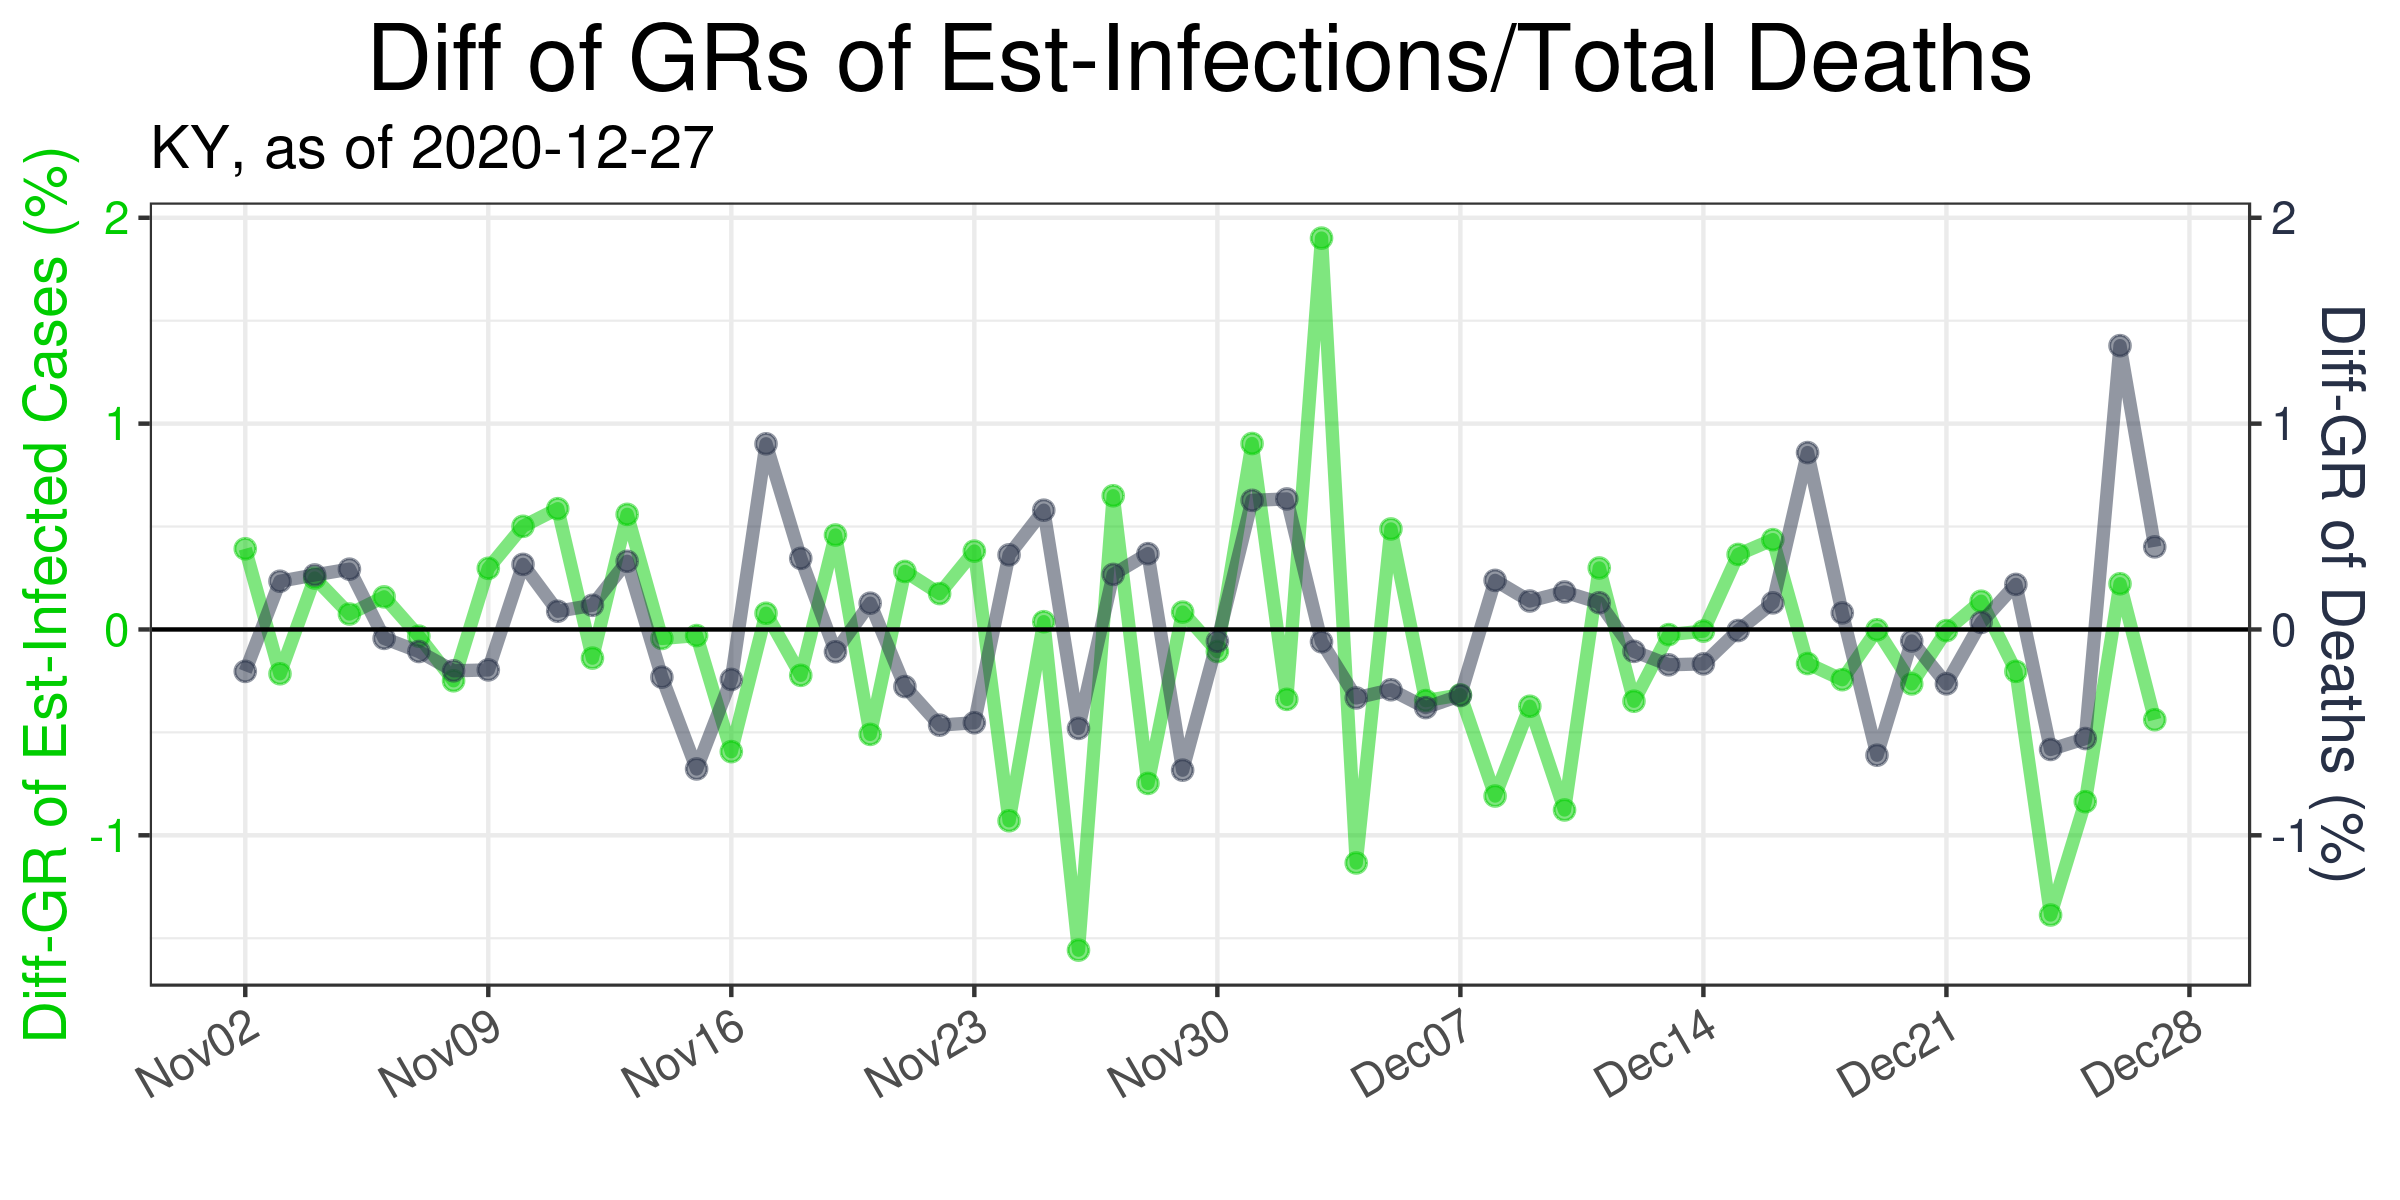 Diff of GRs of Est-Infections/Total Deaths
KY, as of 2020-12-27
Diff-GR of Est-Infected Cases (%)
2
1
0
-1
2
1
0
-1
Diff-GR of Deaths (%)
Nov02
Nov09
Nov16
Nov23
Nov30
Dec07
Dec14
Dec21
Dec28